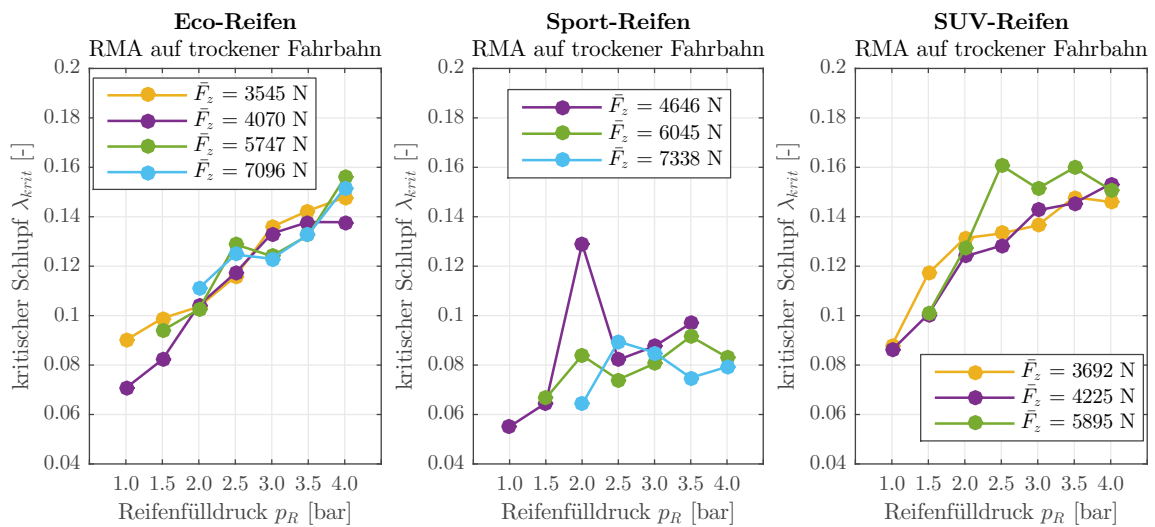 Eco-Reifen
RMA auf trockener Fahrbahn
0.2
0.18
0.16
0.14
0.12
0.1
0.08
0.06
0.04
kritischer Schlupf λkrit [-]
F̄z = 3545 N
F̄z = 4070 N
F̄z = 5747 N
F̄z = 7096 N
1.0 1.5 2.0 2.5 3.0 3.5 4.0
Reifenfülldruck pR [bar]
Sport-Reifen
RMA auf trockener Fahrbahn
0.2
0.18
0.16
0.14
0.12
0.1
0.08
0.06
0.04
kritischer Schlupf λkrit [-]
F̄z = 4646 N
F̄z = 6045 N
F̄z = 7338 N
1.0 1.5 2.0 2.5 3.0 3.5 4.0
Reifenfülldruck pR [bar]
SUV-Reifen
RMA auf trockener Fahrbahn
0.2
0.18
0.16
0.14
0.12
0.1
0.08
0.06
0.04
kritischer Schlupf λkrit [-]
F̄z = 3692 N
F̄z = 4225 N
F̄z = 5895 N
1.0 1.5 2.0 2.5 3.0 3.5 4.0
Reifenfülldruck pR [bar]